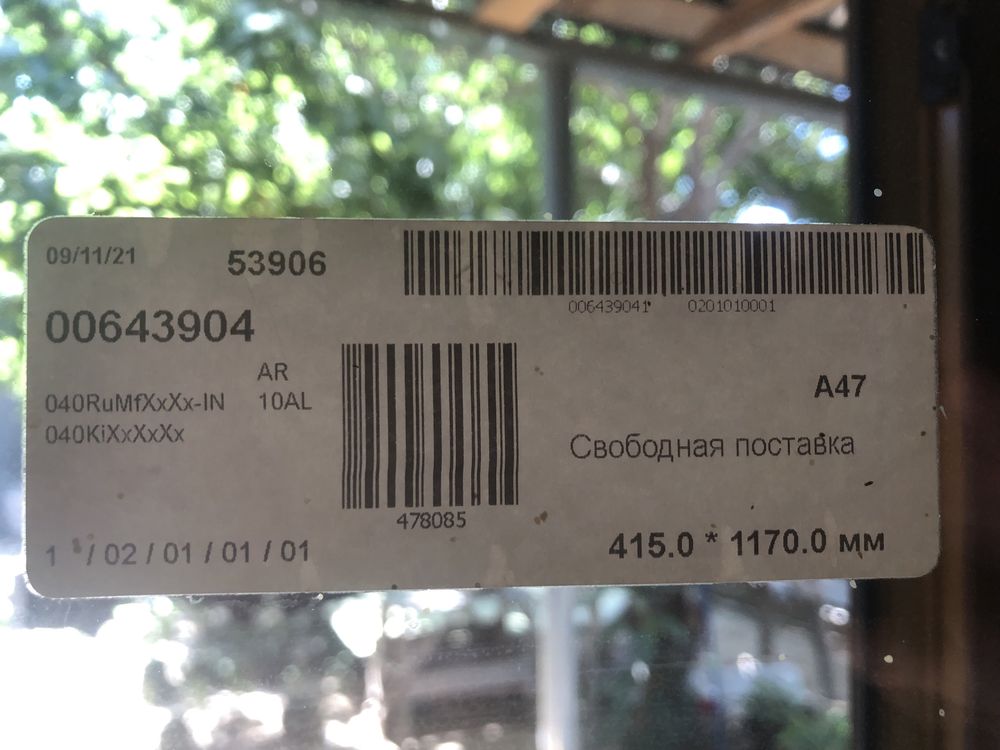 09/11/21
53906
006439041 0201010001
00643904
AR
040RuMfXxXx-IN 10AL
040KiXxXxXx
A47
Свободная поставка
478085
1 / 02 / 01 / 01 / 01
415.0 * 1170.0 мм